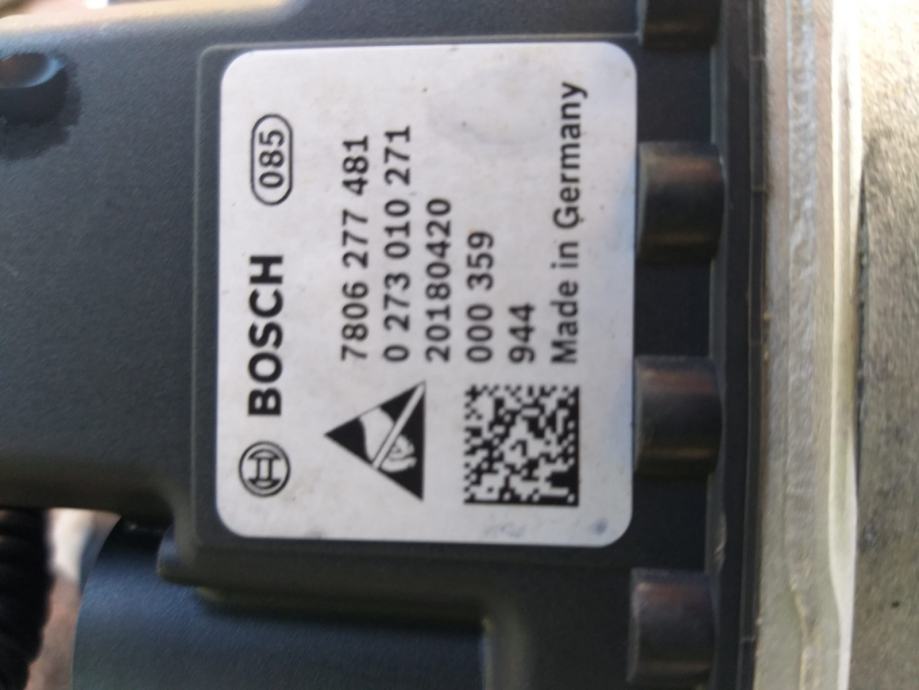 BOSCH 085
7806 277 481
0 273 010 271
20180420
000 359
944
Made in Germany